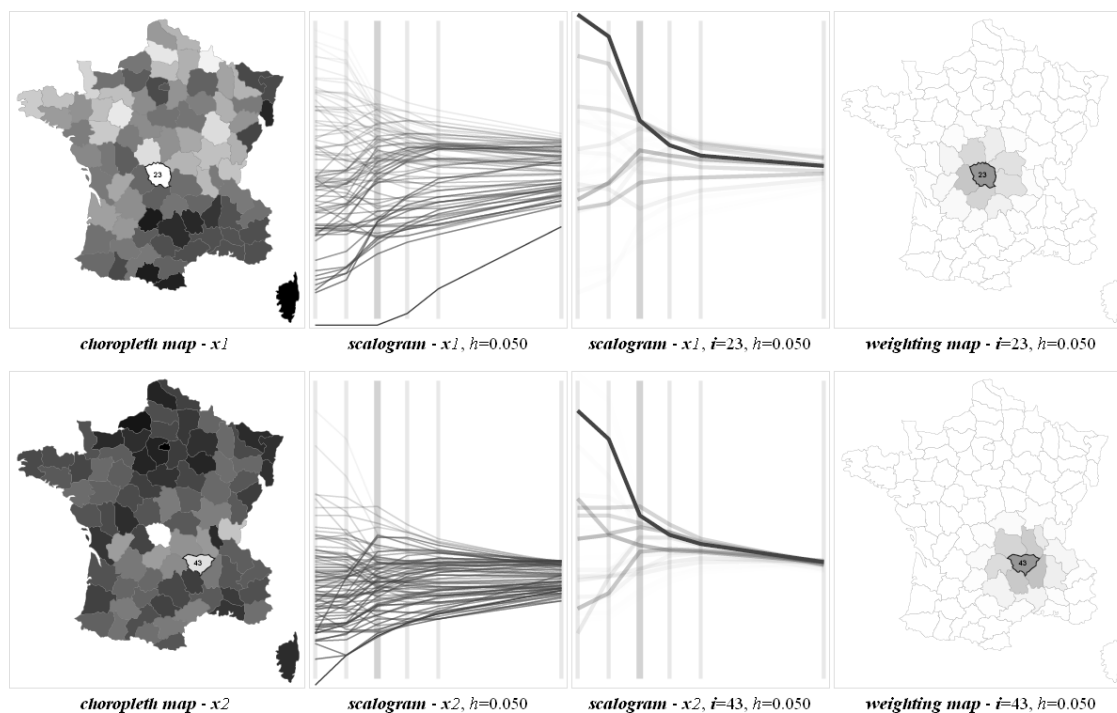 23
23
choropleth map - x1
scalogram - x1, h=0.050
scalogram - x1, i=23, h=0.050
weighting map - i=23, h=0.050
43
43
choropleth map - x2
scalogram - x2, h=0.050
scalogram - x2, i=43, h=0.050
weighting map - i=43, h=0.050